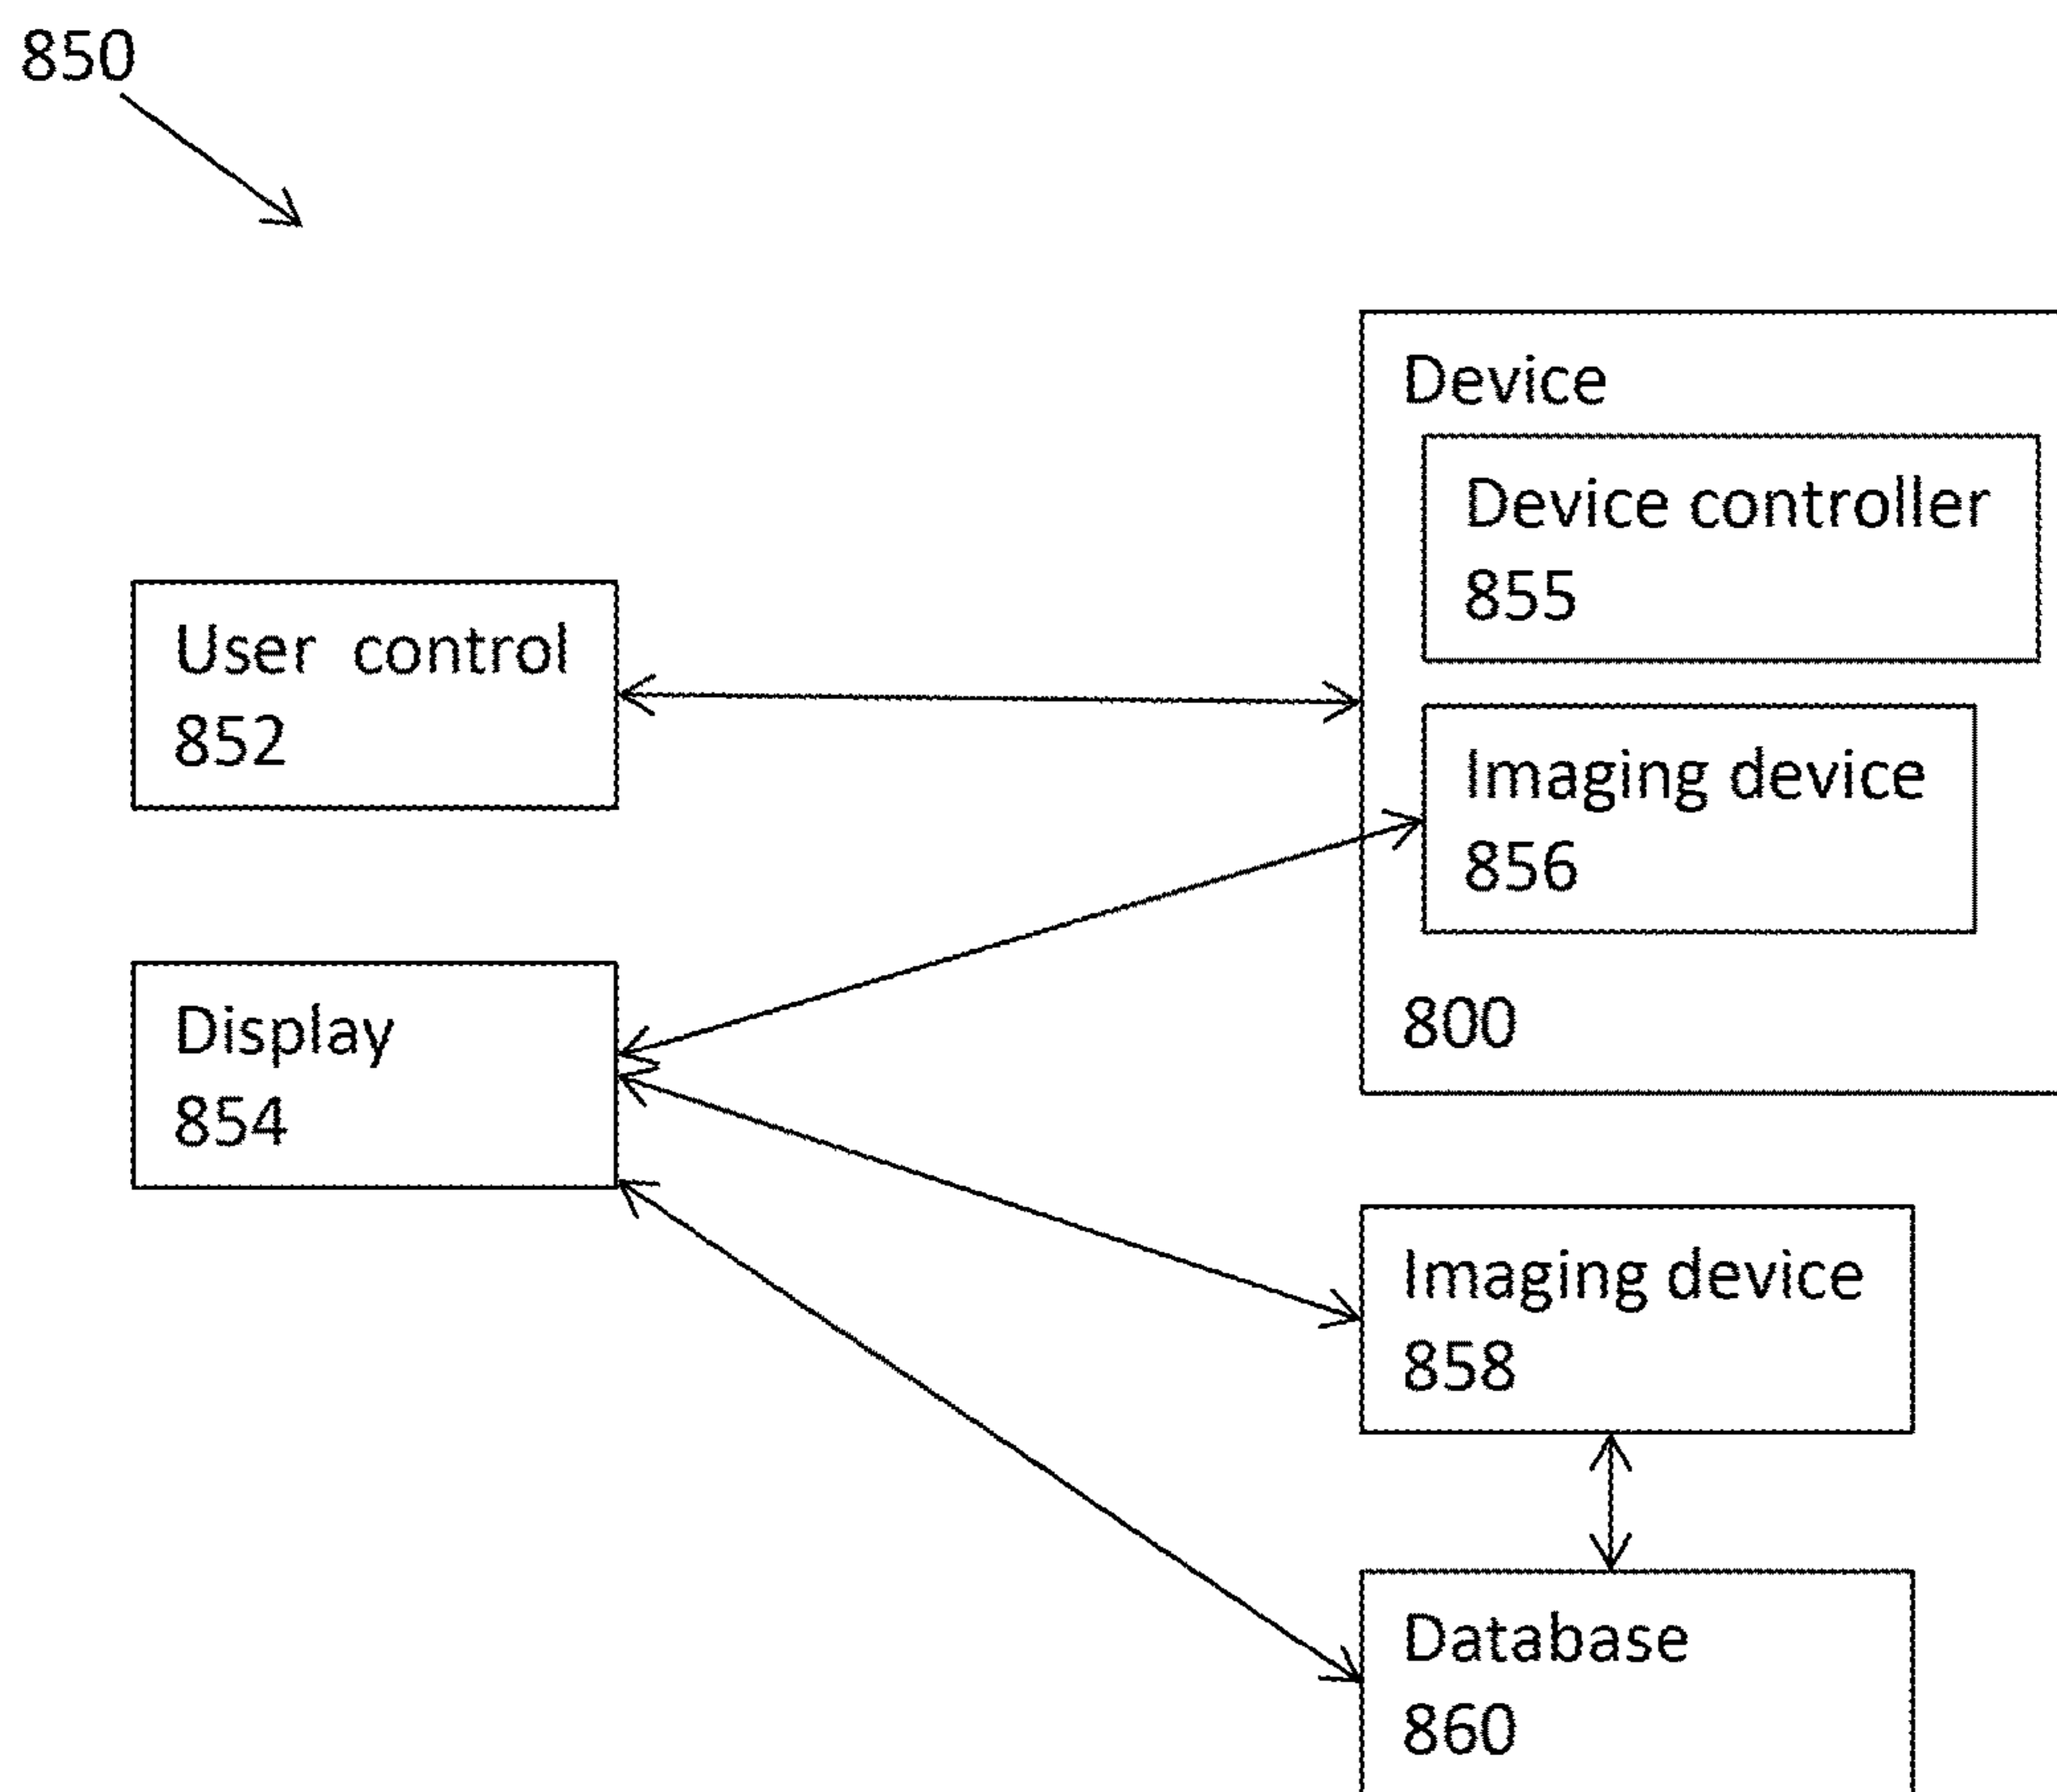 850
Device
Device controller
855
User control
852
Imaging device
856
Display
854
800
Imaging device
858
Database
860